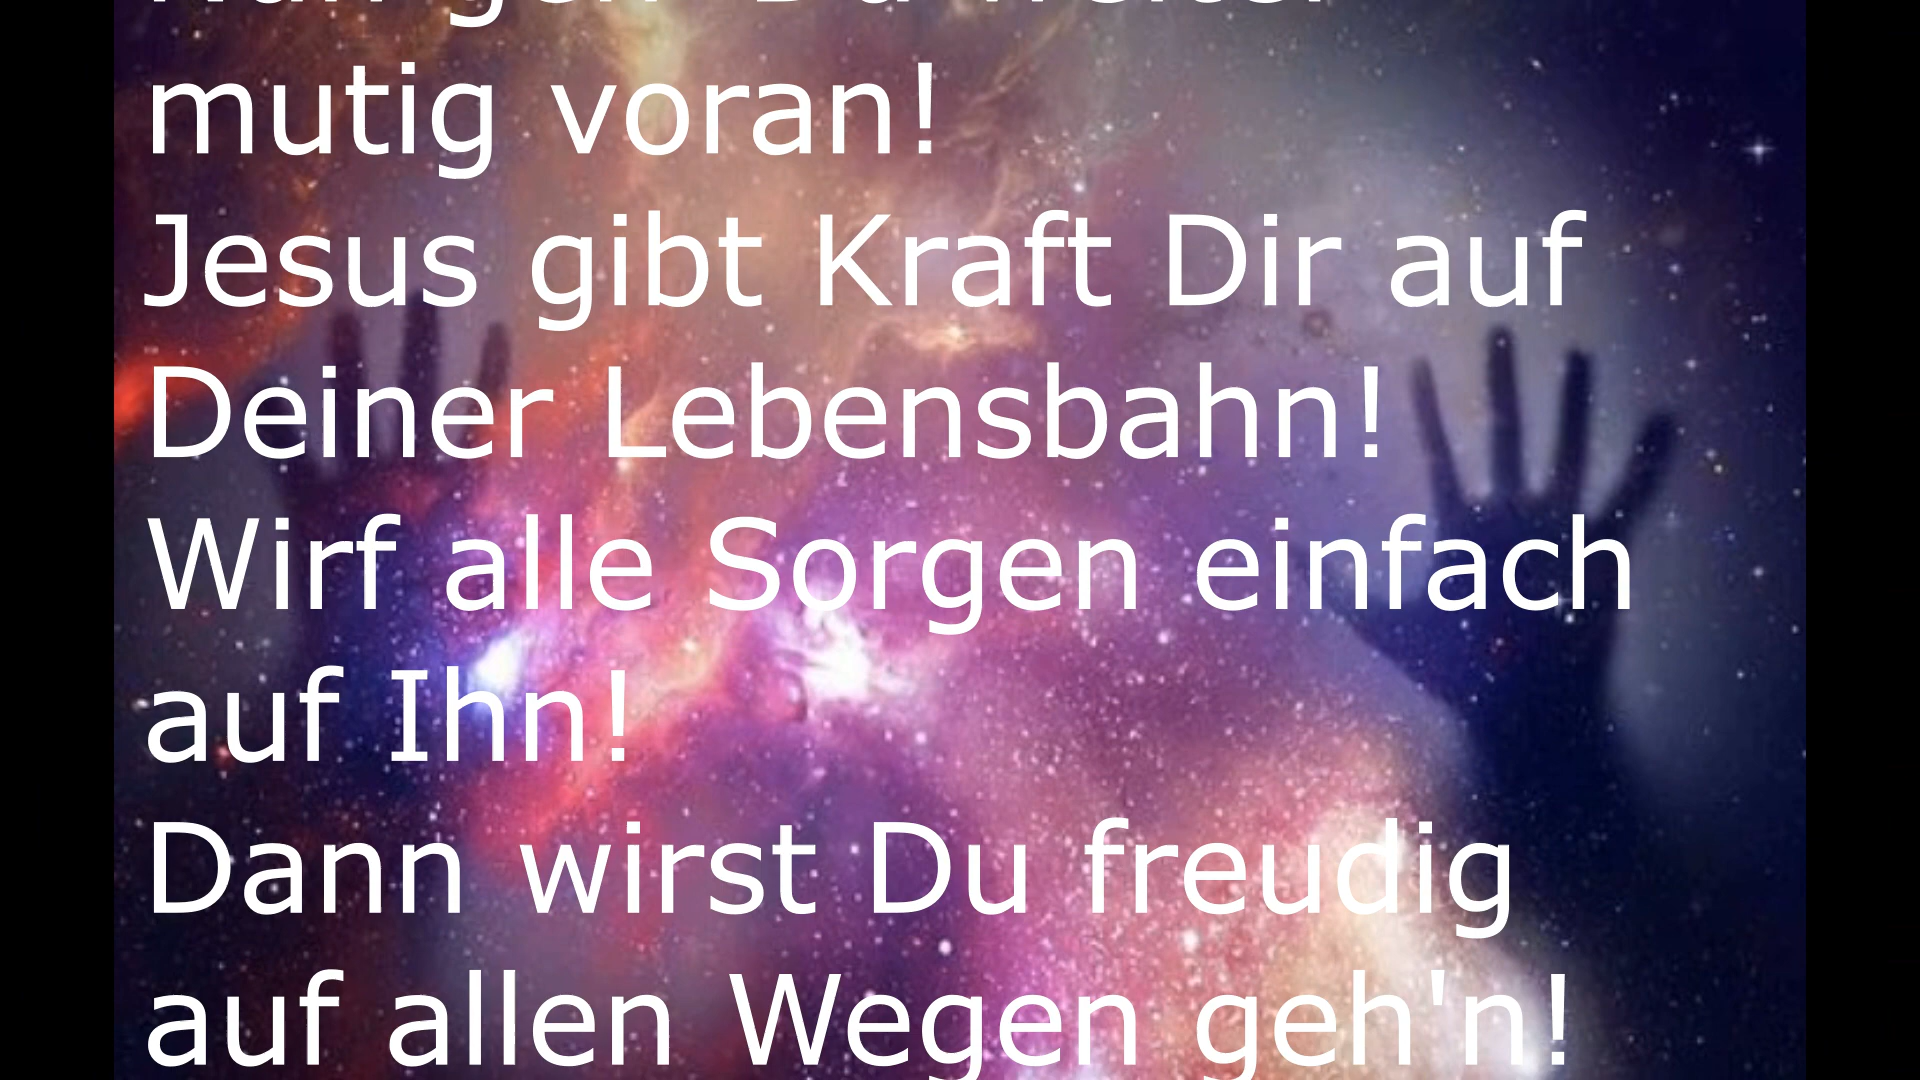 mutig voran!
Jesus gibt Kraft Dir auf
Deiner Lebensbahn!
Wirf alle Sorgen einfach
auf Ihn!
Dann wirst Du freudig
auf allen Wegen geh'n!